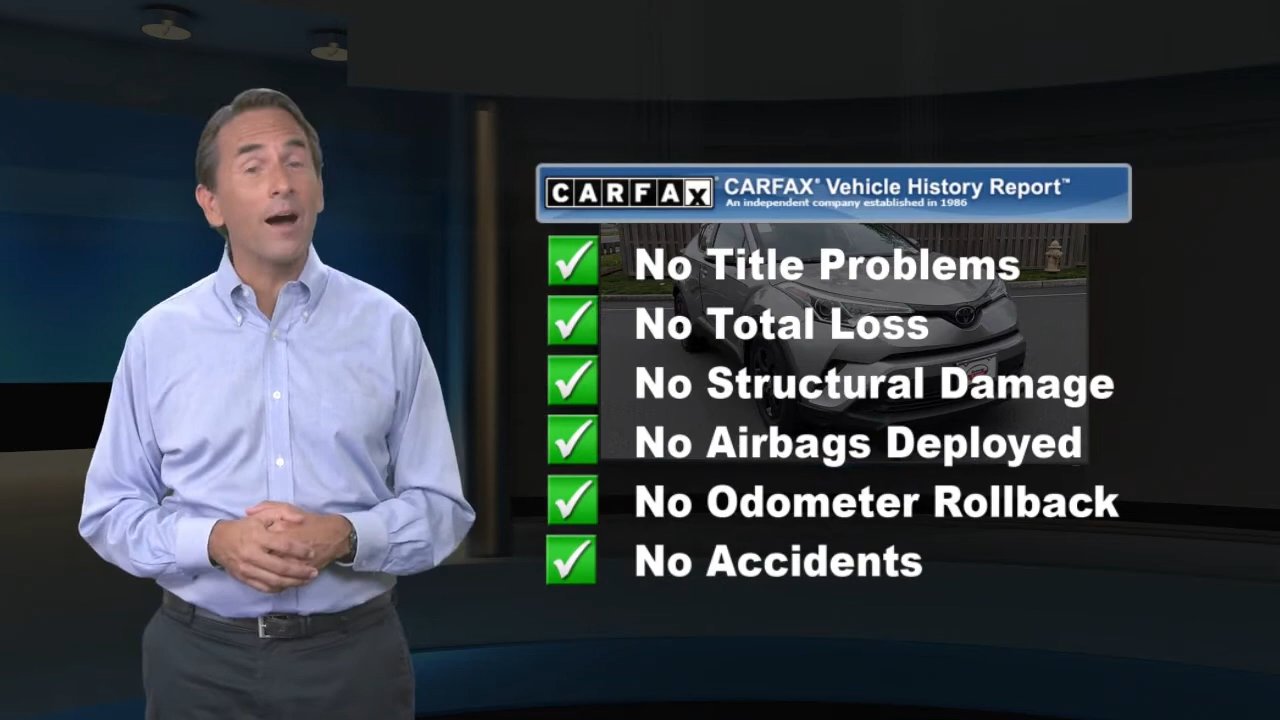 CARFAX CARFAX® Vehicle History Report™
An independent company established in 1986
No Title Problems
No Total Loss
No Structural Damage
No Airbags Deployed
No Odometer Rollback
No Accidents